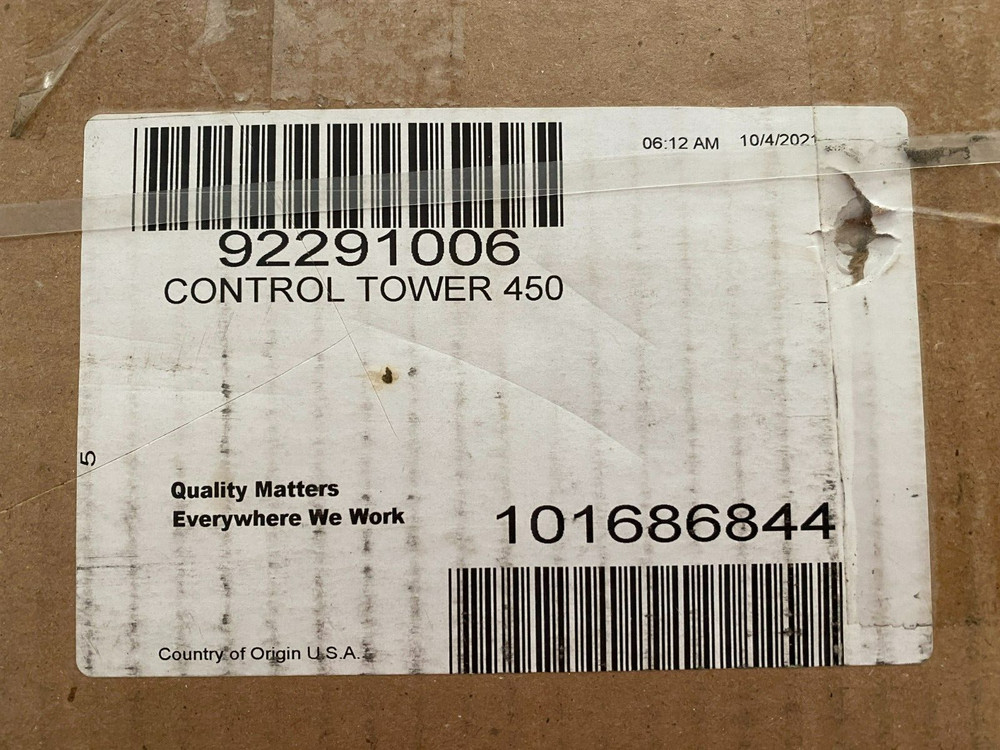 06:12 AM 10/4/2021
92291006
CONTROL TOWER 450
5
Quality Matters
Everywhere We Work
101686844
Country of Origin U.S.A.